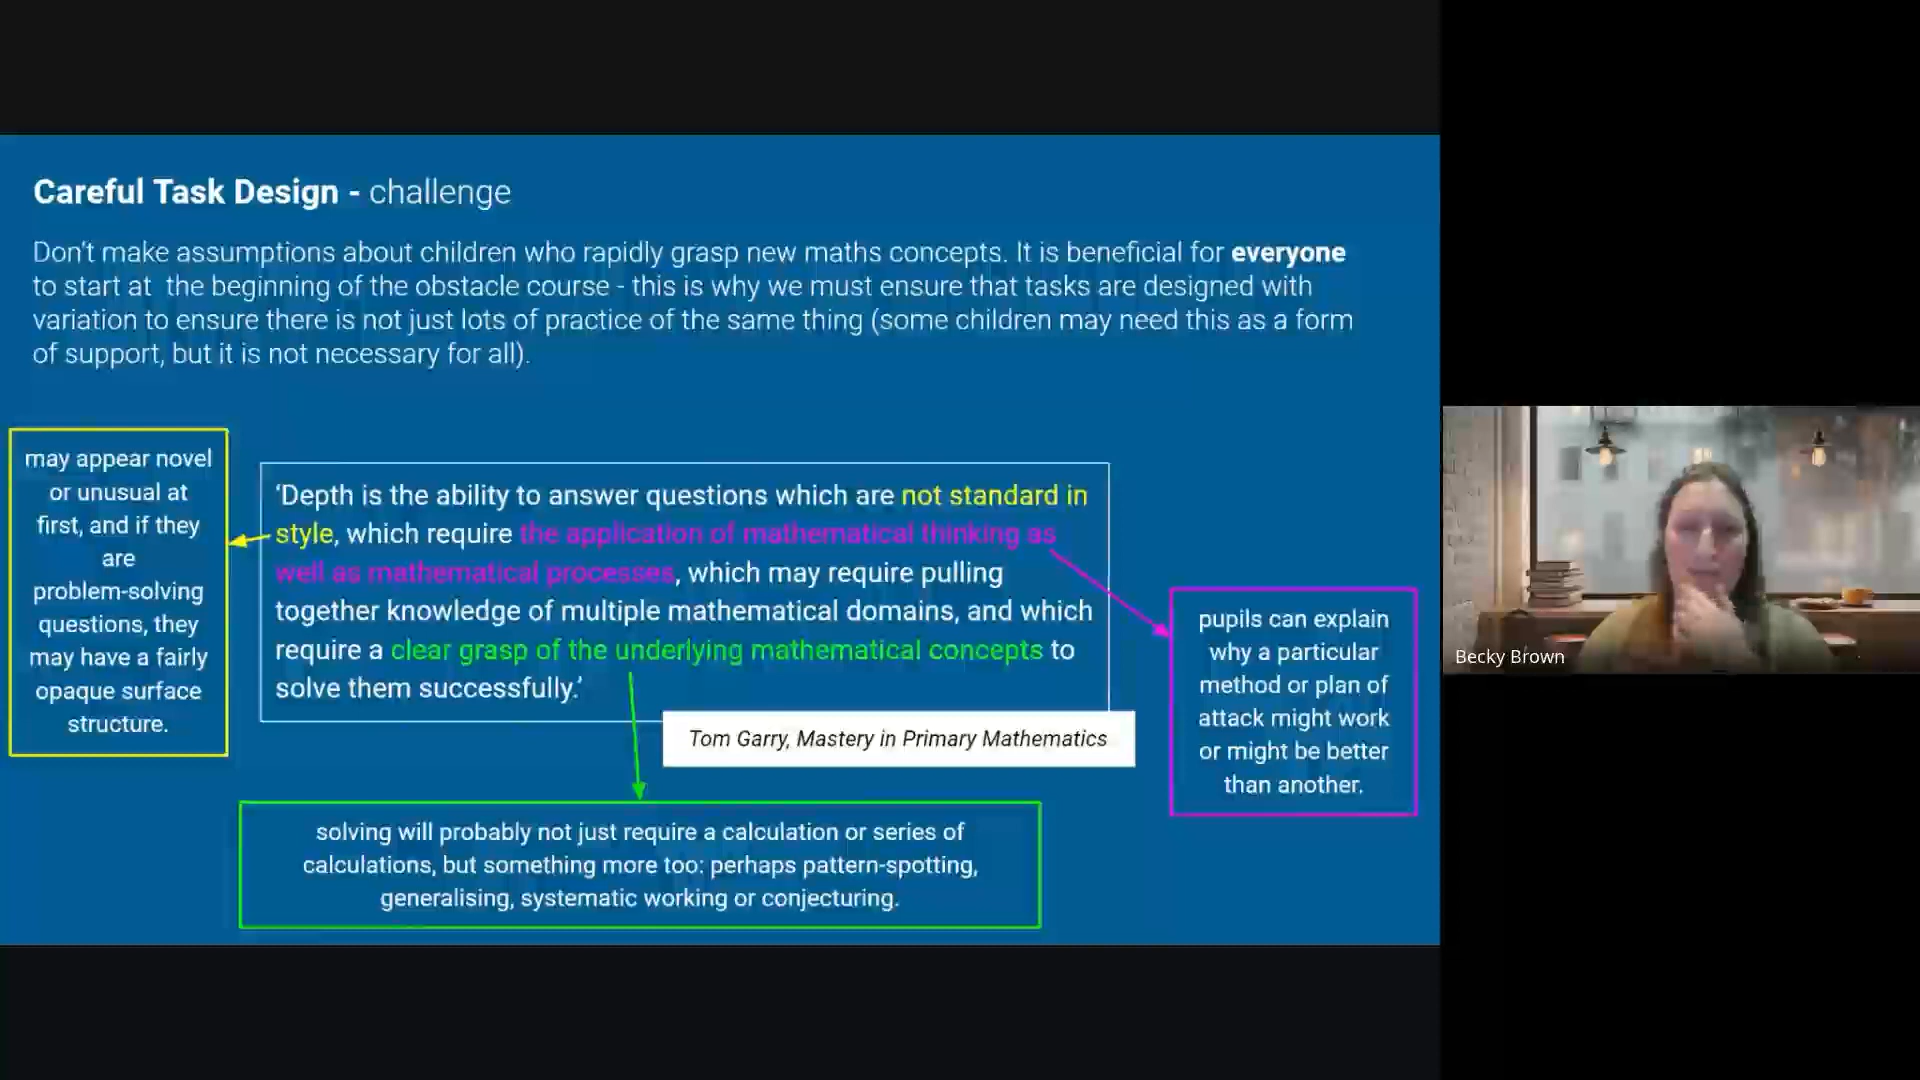 Careful Task Design - challenge
Don't make assumptions about children who rapidly grasp new maths concepts. It is beneficial for everyone
to start at the beginning of the obstacle course - this is why we must ensure that tasks are designed with
variation to ensure there is not just lots of practice of the same thing (some children may need this as a form
of support, but it is not necessary for all).
may appear novel
or unusual at
first, and if they
are
problem-solving
questions, they
may have a fairly
opaque surface
structure.
'Depth is the ability to answer questions which are not standard in
style, which require the application of mathematical thinking as
well as mathematical processes, which may require pulling
together knowledge of multiple mathematical domains, and which
require a clear grasp of the underlying mathematical concepts to
solve them successfully.'
Tom Garry, Mastery in Primary Mathematics
pupils can explain
why a particular
method or plan of
attack might work
or might be better
than another.
solving will probably not just require a calculation or series of
calculations, but something more too: perhaps pattern-spotting,
generalising, systematic working or conjecturing.
Becky Brown